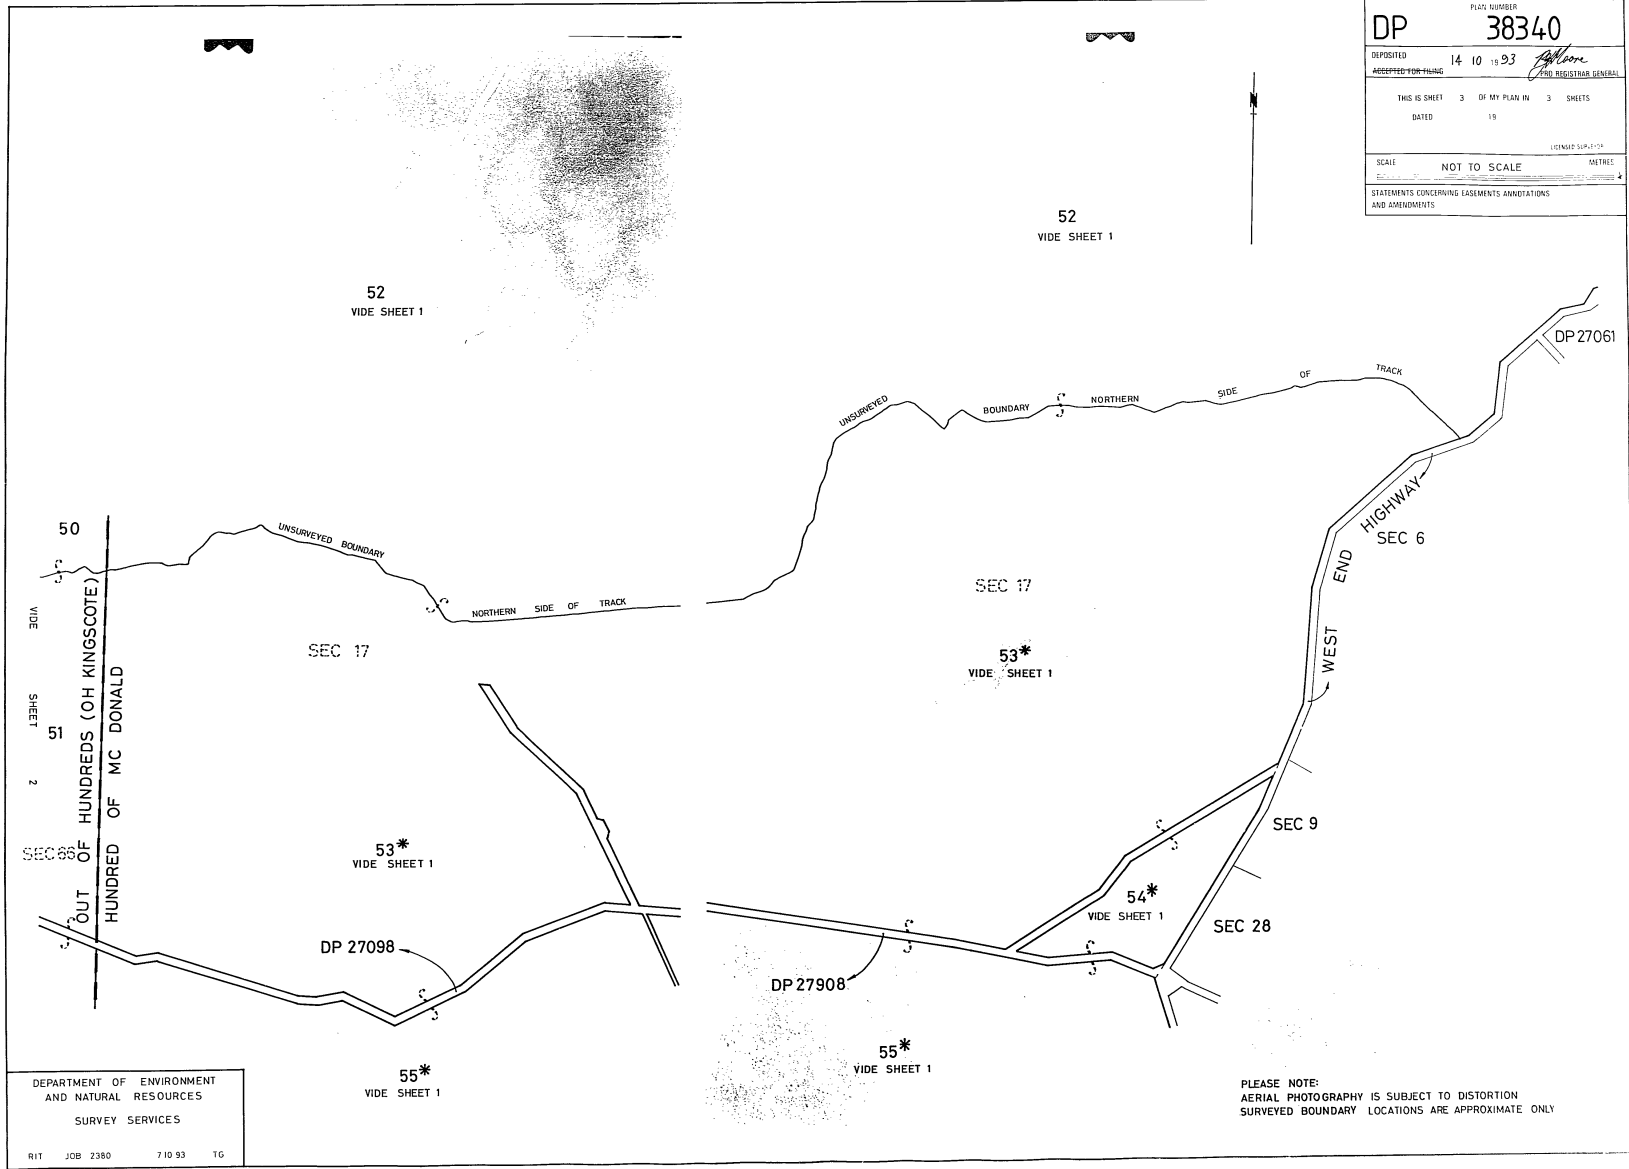 PLAN NUMBER
DP 38340
DEPOSITED 14 10 1993
ACCEPTED FOR FILING
PRO REGISTRAR GENERAL
THIS IS SHEET 3 OF MY PLAN IN 3 SHEETS
DATED 19
LICENSED SURVEYOR
SCALE NOT TO SCALE METRES
STATEMENTS CONCERNING EASEMENTS ANNOTATIONS
AND AMENDMENTS
N
52
VIDE SHEET 1
52
VIDE SHEET 1
DP 27061
UNSURVEYED BOUNDARY NORTHERN SIDE OF TRACK
WEST END HIGHWAY
SEC 6
50
UNSURVEYED BOUNDARY
NORTHERN SIDE OF TRACK
SEC 17
SEC 17
53*
VIDE SHEET 1
VIDE SHEET 2
51
OUT OF HUNDREDS (OH KINGSCOTE)
HUNDRED OF MC DONALD
SEC 66
53*
VIDE SHEET 1
SEC 9
54*
VIDE SHEET 1
SEC 28
DP 27098
DP 27908
55*
VIDE SHEET 1
55*
VIDE SHEET 1
DEPARTMENT OF ENVIRONMENT
AND NATURAL RESOURCES
SURVEY SERVICES
RIT JOB 2380 7 10 93 TG
PLEASE NOTE:
AERIAL PHOTOGRAPHY IS SUBJECT TO DISTORTION
SURVEYED BOUNDARY LOCATIONS ARE APPROXIMATE ONLY